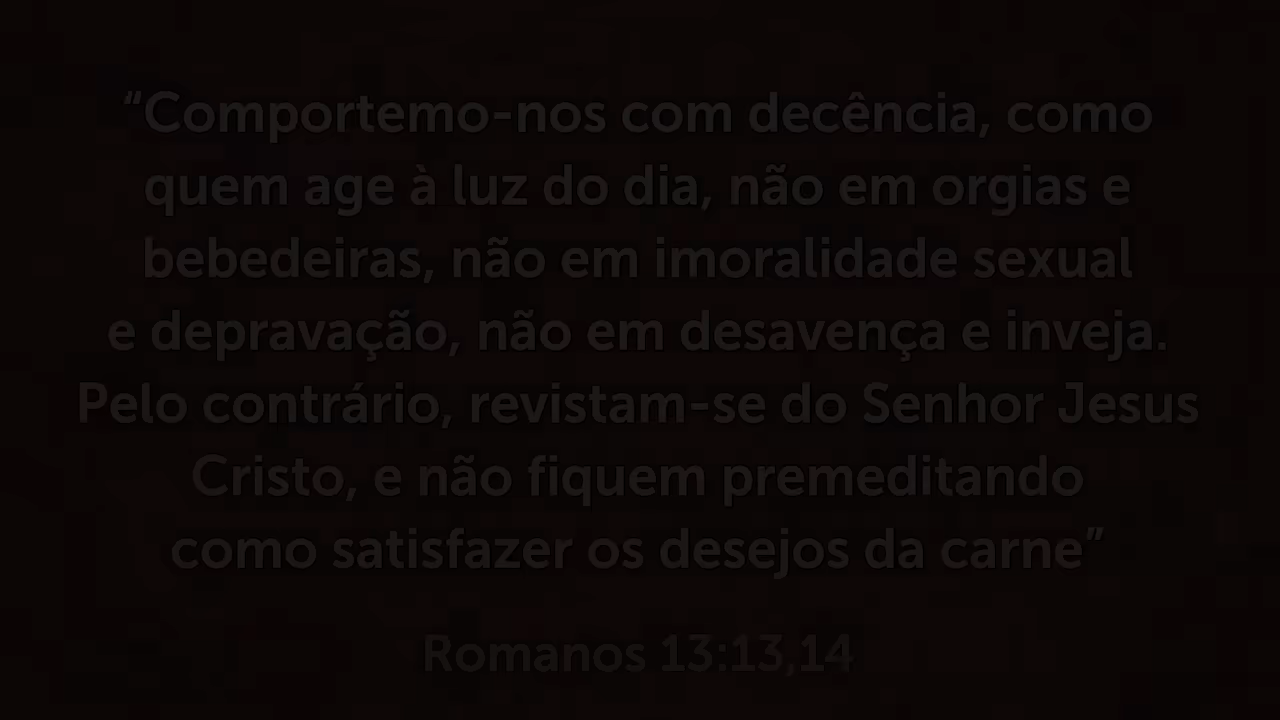 “Comportemo-nos com decência, como
quem age à luz do dia, não em orgias e
bebedeiras, não em imoralidade sexual
e depravação, não em desavença e inveja.
Pelo contrário, revistam-se do Senhor Jesus
Cristo, e não fiquem premeditando
como satisfazer os desejos da carne”
Romanos 13:13,14